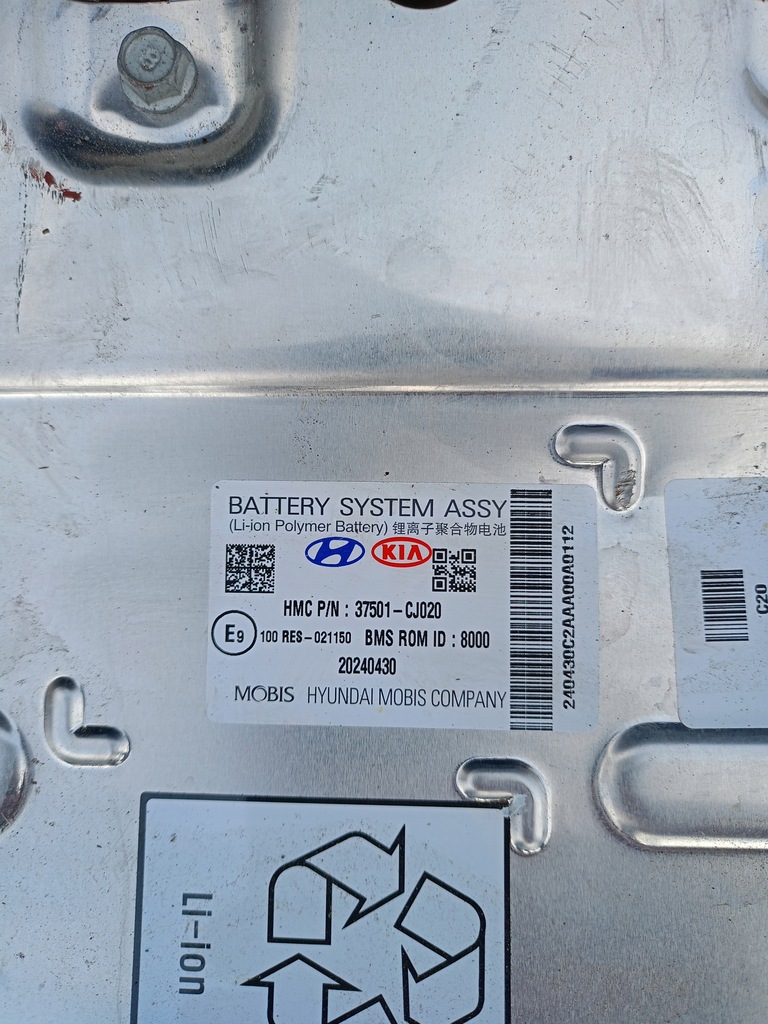 BATTERY SYSTEM ASSY
(Li-ion Polymer Battery) 锂离子聚合物电池
KIA
HMC P/N : 37501-CJ020
E9 100 RES-021150 BMS ROM ID : 8000
20240430
MOBIS HYUNDAI MOBIS COMPANY
240430C2AAA00A0112
C20
Li-ion